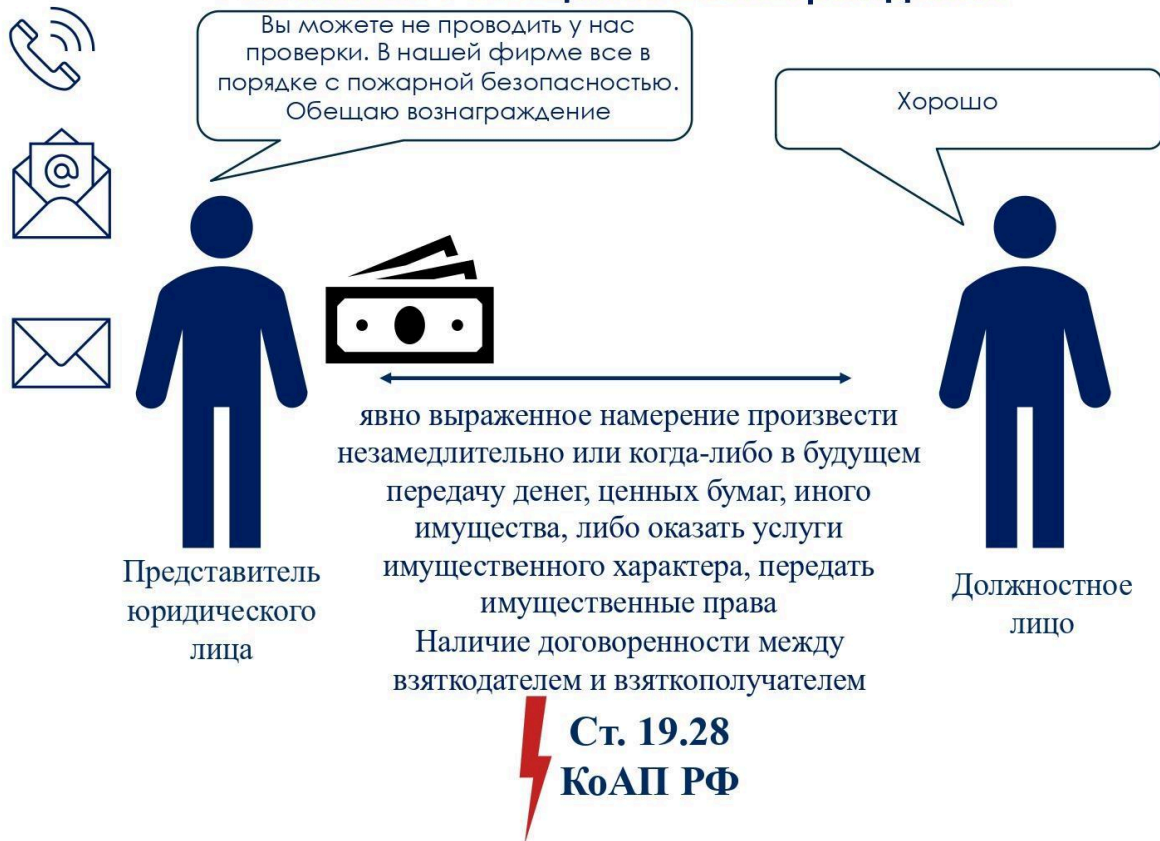 Вы можете не проводить у нас
проверки. В нашей фирме все в
порядке с пожарной безопасностью.
Обещаю вознаграждение
Хорошо
@
явно выраженное намерение произвести
незамедлительно или когда-либо в будущем
передачу денег, ценных бумаг, иного
имущества, либо оказать услуги
имущественного характера, передать
имущественные права
Наличие договоренности между
взяткодателем и взяткополучателем
Представитель
юридического
лица
Должностное
лицо
Ст. 19.28
КоАП РФ